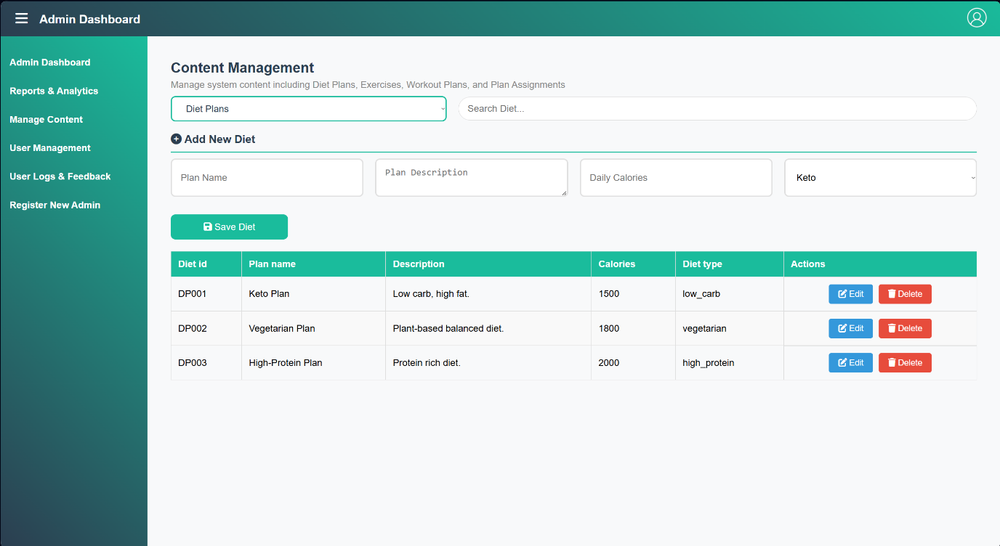 Admin Dashboard
Admin Dashboard
Reports & Analytics
Manage Content
User Management
User Logs & Feedback
Register New Admin
Content Management
Manage system content including Diet Plans, Exercises, Workout Plans, and Plan Assignments
Diet Plans Search Diet...
Add New Diet
Plan Name Plan Description Daily Calories Keto
Save Diet
Diet id Plan name Description Calories Diet type Actions
DP001 Keto Plan Low carb, high fat. 1500 low_carb Edit Delete
DP002 Vegetarian Plan Plant-based balanced diet. 1800 vegetarian Edit Delete
DP003 High-Protein Plan Protein rich diet. 2000 high_protein Edit Delete